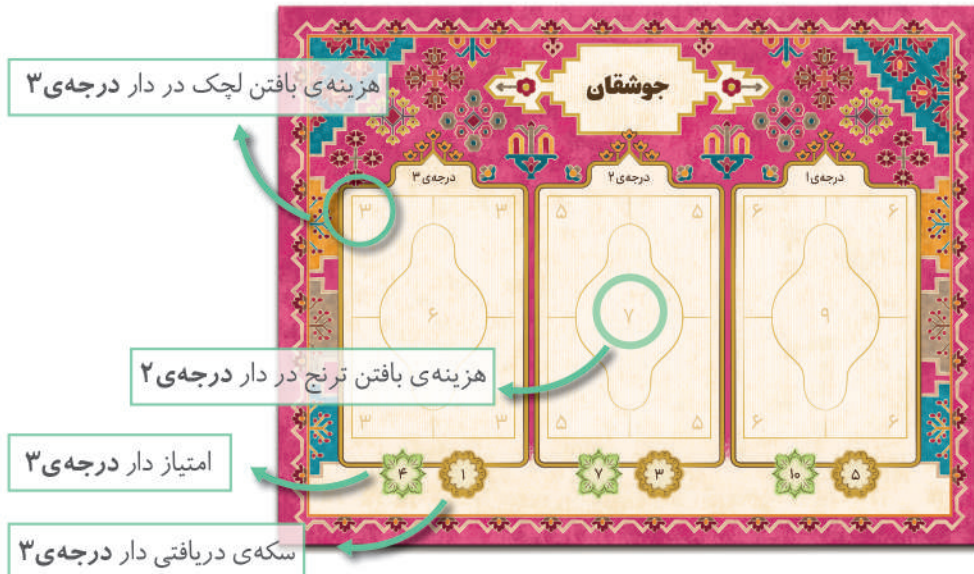 هزینه‌ی بافتن لچک در دار درجه‌ی۳
جوشقان
درجه‌ی۱
درجه‌ی۲
درجه‌ی۳
۶ ۶
۵ ۵
۳ ۳
۹
۷
۶
هزینه‌ی بافتن ترنج در دار درجه‌ی۲
۶ ۶
۵ ۵
۳ ۳
۵ ۱۰
۳ ۷
۱ ۴
امتیاز دار درجه‌ی۳
سکه‌ی دریافتی دار درجه‌ی۳